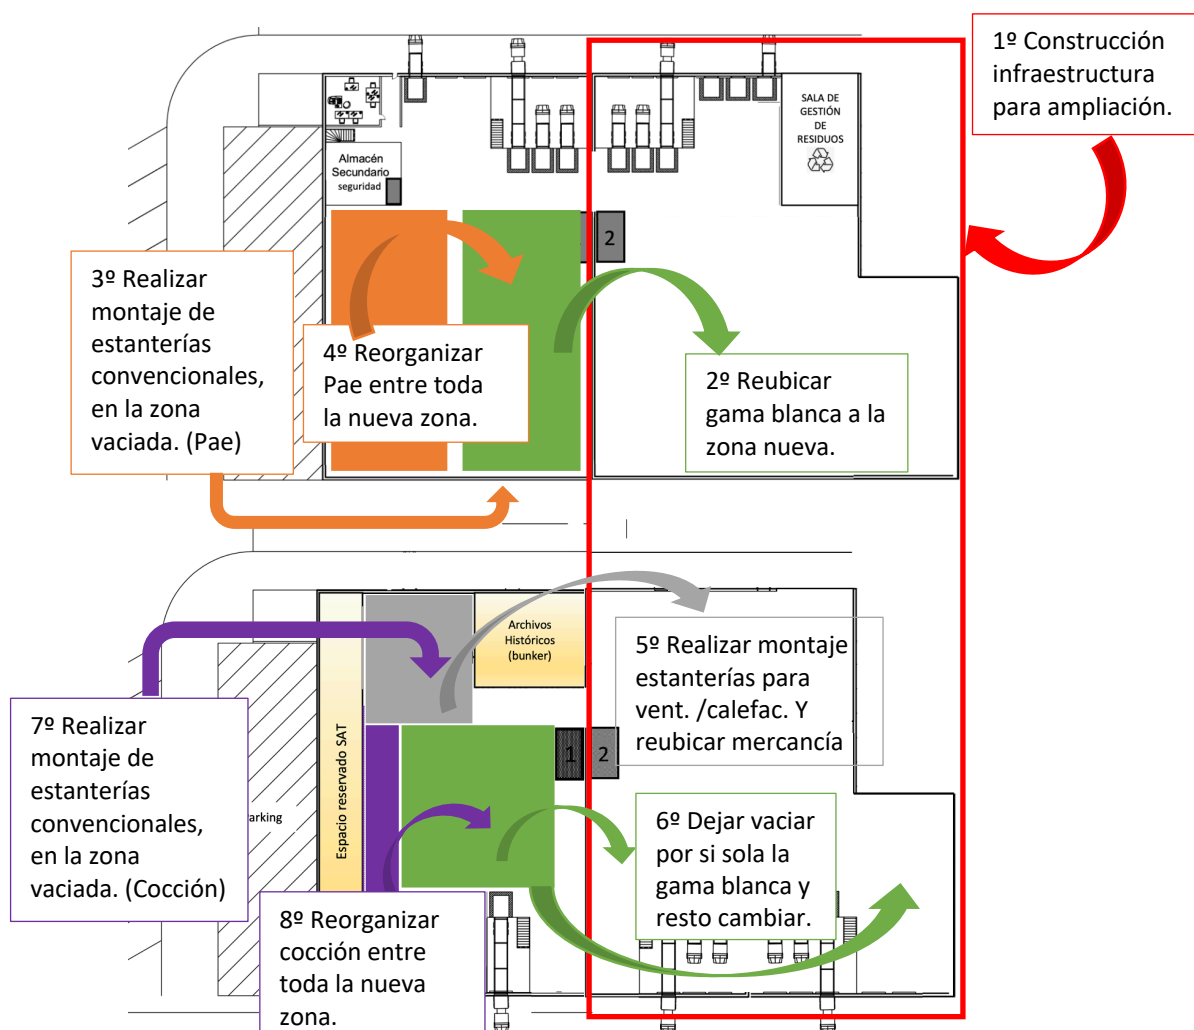 1º Construcción
infraestructura
para ampliación.
SALA DE
GESTIÓN
DE
RESIDUOS
Almacén
Secundario
seguridad
2
3º Realizar
montaje de
estanterías
convencionales,
en la zona
vaciada. (Pae)
4º Reorganizar
Pae entre toda
la nueva zona.
2º Reubicar
gama blanca a la
zona nueva.
Archivos
Históricos
(bunker)
5º Realizar montaje
estanterías para
vent. /calefac. Y
reubicar mercancía
7º Realizar
montaje de
estanterías
convencionales,
en la zona
vaciada. (Cocción)
arking
Espacio reservado SAT
1
2
6º Dejar vaciar
por si sola la
gama blanca y
resto cambiar.
8º Reorganizar
cocción entre
toda la nueva
zona.